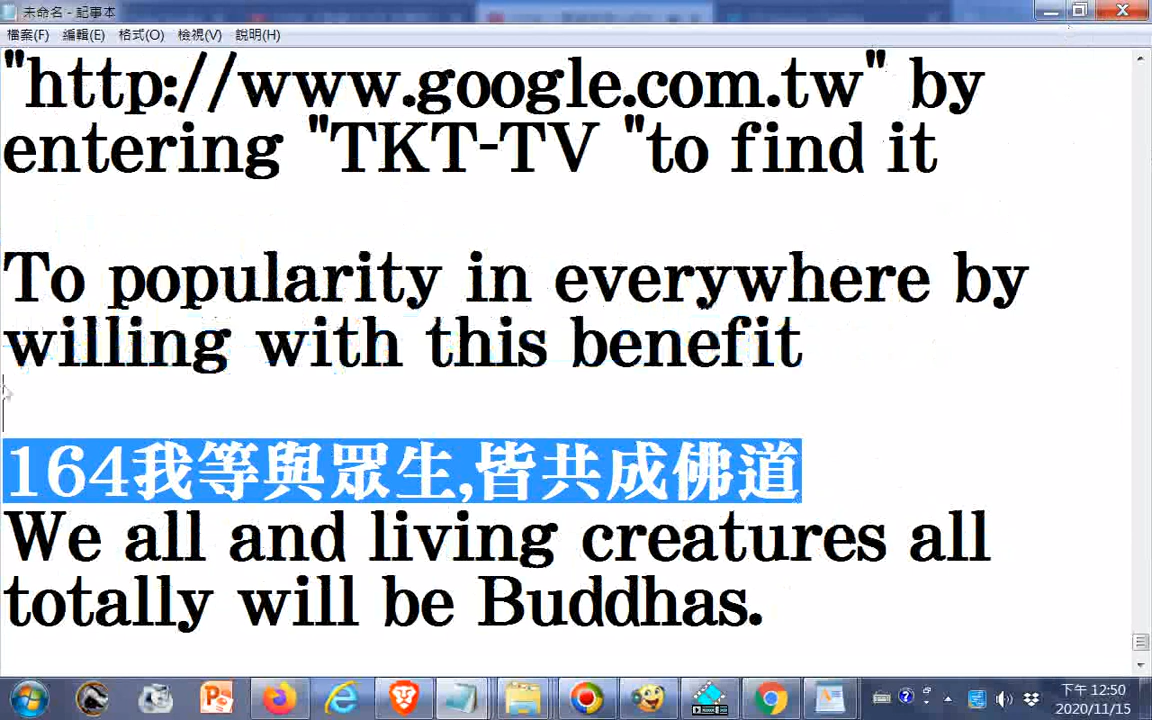 未命名 - 記事本
檔案(F) 編輯(E) 格式(O) 檢視(V) 說明(H)
"http://www.google.com.tw" by
entering "TKT-TV "to find it
To popularity in everywhere by
willing with this benefit
164我等與眾生,皆共成佛道
We all and living creatures all
totally will be Buddhas.
下午 12:50
2020/11/15